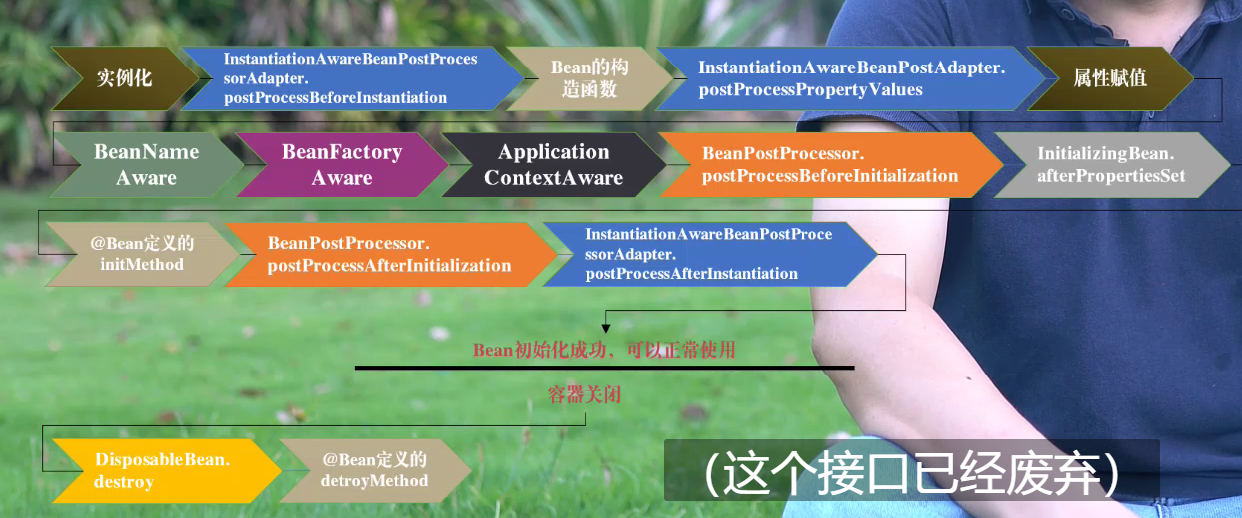 实例化
InstantiationAwareBeanPostProces
sorAdapter.
postProcessBeforeInstantiation
Bean的构
造函数
InstantiationAwareBeanPostAdapter.
postProcessPropertyValues
属性赋值
BeanName
Aware
BeanFactory
Aware
Application
ContextAware
BeanPostProcessor.
postProcessBeforeInitialization
InitializingBean.
afterPropertiesSet
@Bean定义的
initMethod
BeanPostProcessor.
postProcessAfterInitialization
InstantiationAwareBeanPostProce
ssorAdapter.
postProcessAfterInstantiation
Bean初始化成功，可以正常使用
容器关闭
DisposableBean.
destroy
@Bean定义的
detroyMethod
（这个接口已经废弃）